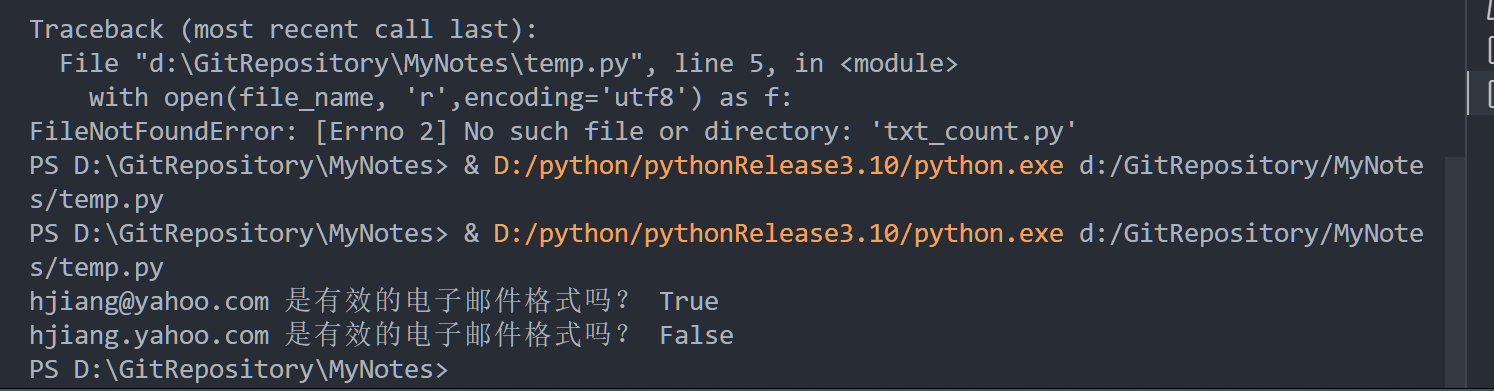 Traceback (most recent call last):
  File "d:\GitRepository\MyNotes\temp.py", line 5, in <module>
    with open(file_name, 'r',encoding='utf8') as f:
FileNotFoundError: [Errno 2] No such file or directory: 'txt_count.py'
PS D:\GitRepository\MyNotes> & D:/python/pythonRelease3.10/python.exe d:/GitRepository/MyNote
s/temp.py
PS D:\GitRepository\MyNotes> & D:/python/pythonRelease3.10/python.exe d:/GitRepository/MyNote
s/temp.py
hjiang@yahoo.com 是有效的电子邮件格式吗？ True
hjiang.yahoo.com 是有效的电子邮件格式吗？ False
PS D:\GitRepository\MyNotes>